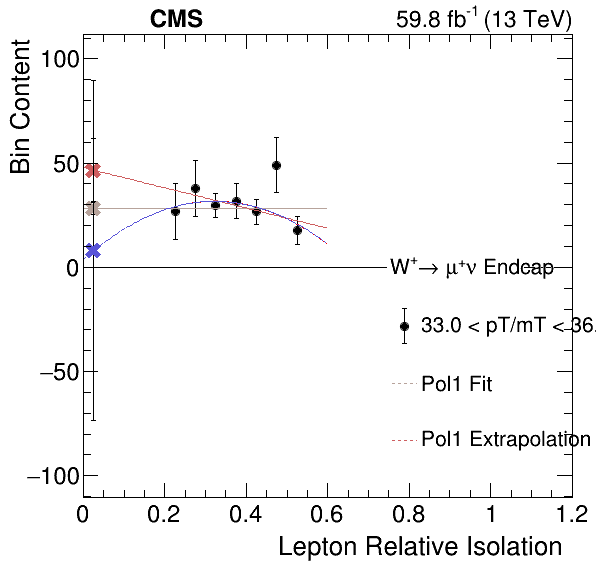 CMS 59.8 fb⁻¹ (13 TeV)
Bin Content
100
50
0
−50
−100
W⁺→ μ⁺ν Endcap
33.0 < pT/mT < 36.
Pol1 Fit
Pol1 Extrapolation
0 0.2 0.4 0.6 0.8 1 1.2
Lepton Relative Isolation